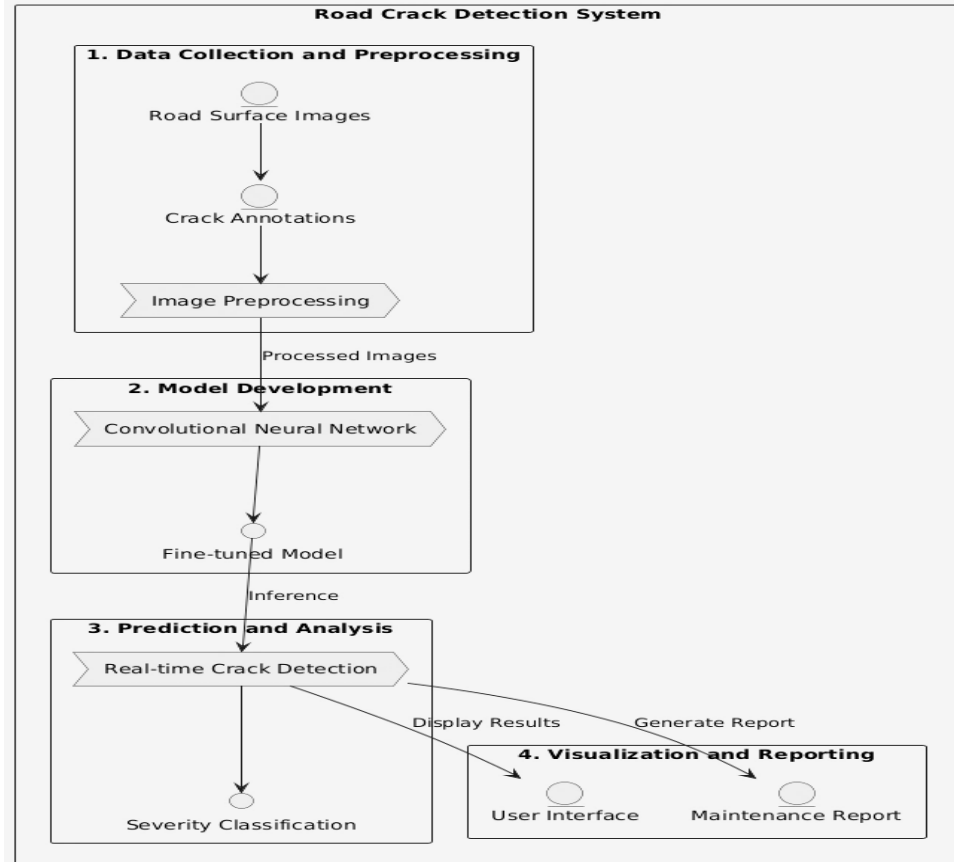 Road Crack Detection System
1. Data Collection and Preprocessing
Road Surface Images
Crack Annotations
Image Preprocessing
Processed Images
2. Model Development
Convolutional Neural Network
Fine-tuned Model
Inference
3. Prediction and Analysis
Real-time Crack Detection
Display Results
Generate Report
4. Visualization and Reporting
User Interface
Maintenance Report
Severity Classification